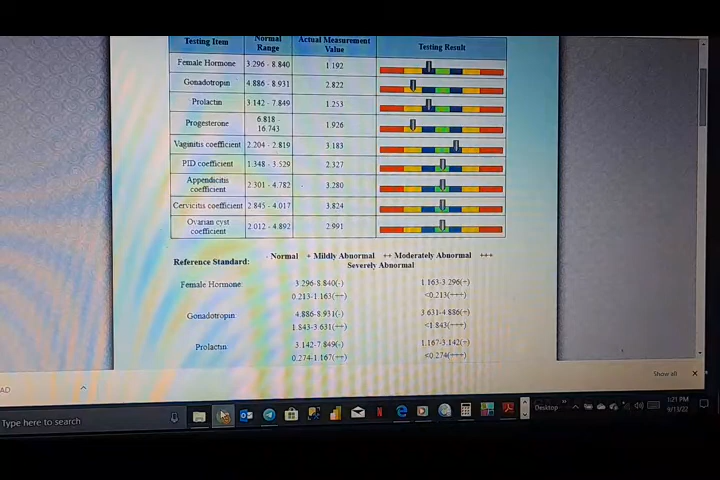 Testing Item Normal Range Actual Measurement Value Testing Result
Female Hormone 3.296 - 8.840 1.192
Gonadotropin 4.886 - 8.931 2.822
Prolactin 3.142 - 7.849 1.253
Progesterone 6.818 - 16.743 1.926
Vaginitis coefficient 2.204 - 2.819 3.183
PID coefficient 1.348 - 3.529 2.327
Appendicitis coefficient 2.301 - 4.782 3.280
Cervicitis coefficient 2.845 - 4.017 3.824
Ovarian cyst coefficient 2.012 - 4.892 2.991
Reference Standard: - Normal + Mildly Abnormal ++ Moderately Abnormal +++ Severely Abnormal
Female Hormone: 3.296-8.840(-) 1.163-3.296(+)
0.213-1.163(++) <0.213(+++)
Gonadotropin: 4.886-8.931(-) 3.631-4.886(+)
1.843-3.631(++) <1.843(+++)
Prolactin: 3.142-7.849(-) 1.167-3.142(+)
0.274-1.167(++) <0.274(+++)
AD
Show all
Type here to search
Desktop
1:21 PM
9/13/22